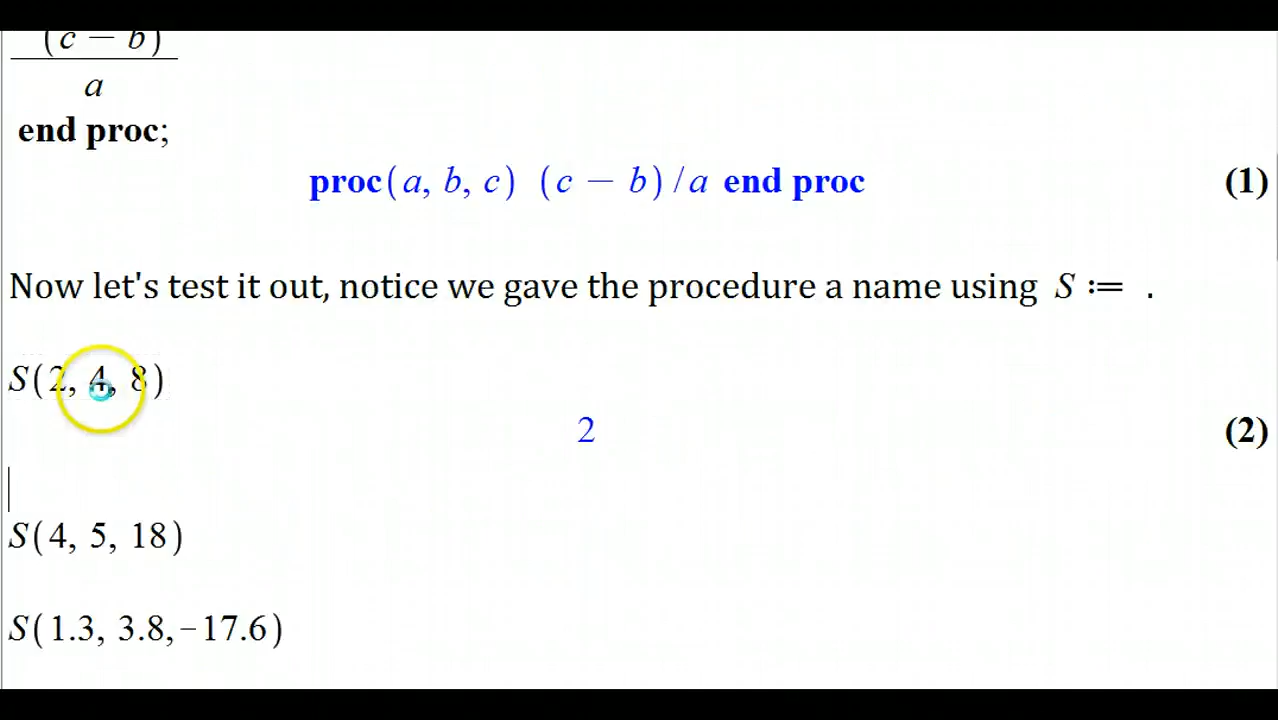 (c − b)
a
end proc;
proc(a, b, c) (c − b)/a end proc (1)
Now let's test it out, notice we gave the procedure a name using S := .
S(2, 4, 8)
2 (2)
S(4, 5, 18)
S(1.3, 3.8,−17.6)